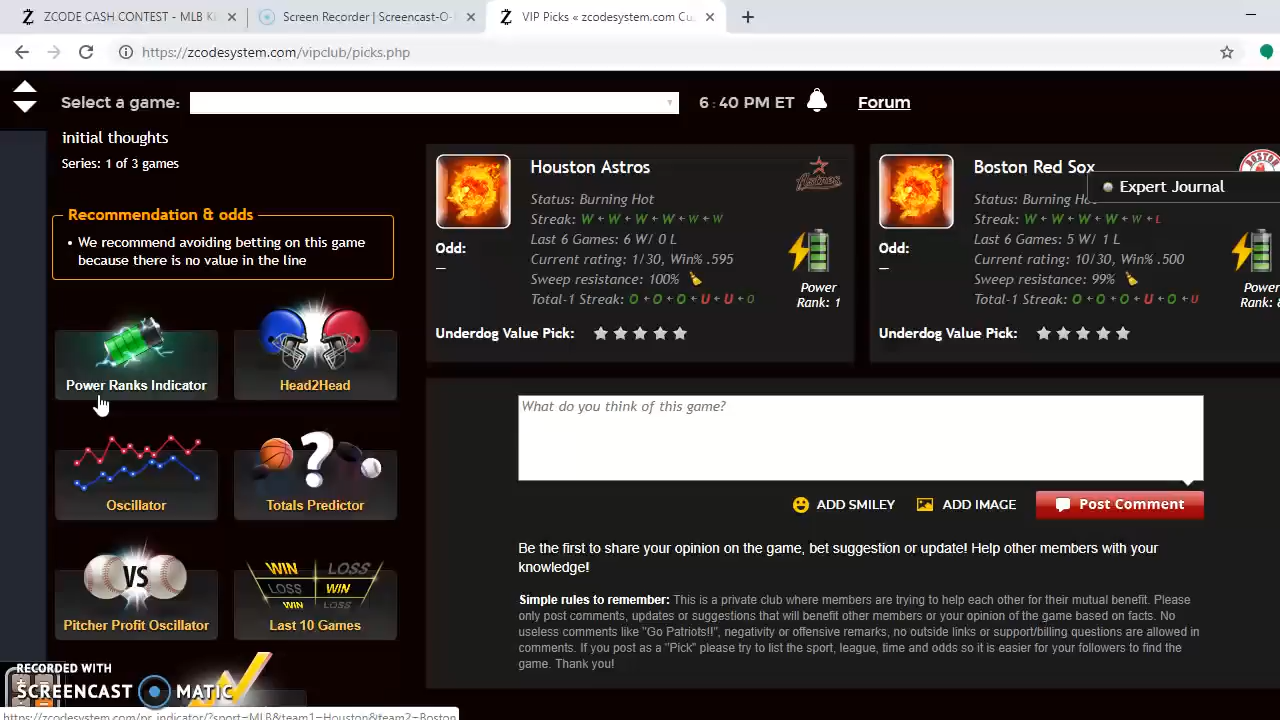 ZCODE CASH CONTEST - MLB K
Screen Recorder | Screencast-O-
VIP Picks « zcodesystem.com Cu
https://zcodesystem.com/vipclub/picks.php
Select a game:
6 : 40 PM ET
Forum
initial thoughts
Series: 1 of 3 games
Recommendation & odds
• We recommend avoiding betting on this game
because there is no value in the line
Power Ranks Indicator
Head2Head
Oscillator
Totals Predictor
VS
Pitcher Profit Oscillator
WIN LOSS
LOSS WIN
WIN LOSS
Last 10 Games
RECORDED WITH
SCREENCAST MATIC
https://zcodesystem.com/pr_indicator/?sport=MLB&team1=Houston&team2=Boston
Houston Astros
Astros
Status: Burning Hot
Streak: W - W - W - W - W - W
Odd:
—
Last 6 Games: 6 W/ 0 L
Current rating: 1/30, Win% .595
Sweep resistance: 100%
Total-1 Streak: O - O - O - U - U - O
Power
Rank: 1
Underdog Value Pick:
Boston Red Sox
Expert Journal
Status: Burning
Streak: W - W - W - W - W - L
Odd:
—
Last 6 Games: 5 W/ 1 L
Current rating: 10/30, Win% .500
Sweep resistance: 99%
Total-1 Streak: O - O - O - U - O - U
Power
Rank:
Underdog Value Pick:
What do you think of this game?
ADD SMILEY
ADD IMAGE
Post Comment
Be the first to share your opinion on the game, bet suggestion or update! Help other members with your
knowledge!
Simple rules to remember: This is a private club where members are trying to help each other for their mutual benefit. Please
only post comments, updates or suggestions that will benefit other members or your opinion of the game based on facts. No
useless comments like "Go Patriots!!", negativity or offensive remarks, no outside links or support/billing questions are allowed in
comments. If you post as a "Pick" please try to list the sport, league, time and odds so it is easier for your followers to find the
game. Thank you!